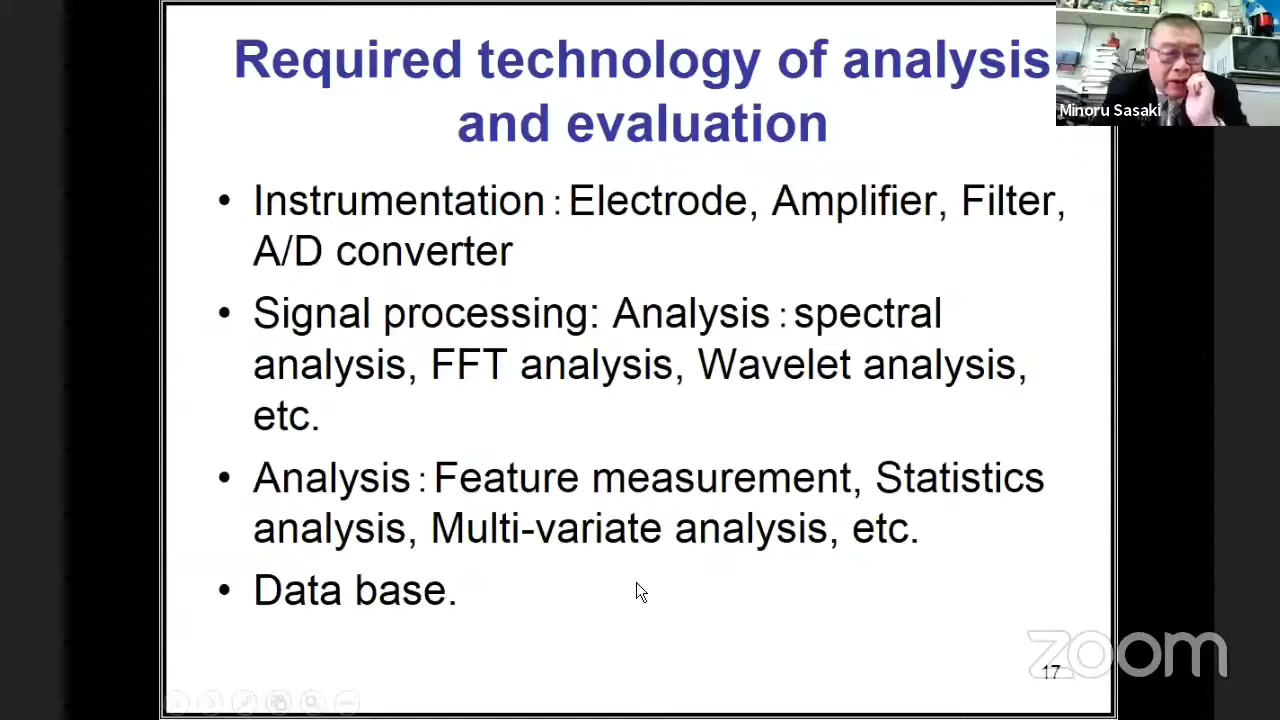 Required technology of analysis
and evaluation
Minoru Sasaki
• Instrumentation：Electrode, Amplifier, Filter,
A/D converter
• Signal processing: Analysis：spectral
analysis, FFT analysis, Wavelet analysis,
etc.
• Analysis：Feature measurement, Statistics
analysis, Multi-variate analysis, etc.
• Data base.
zoom
17